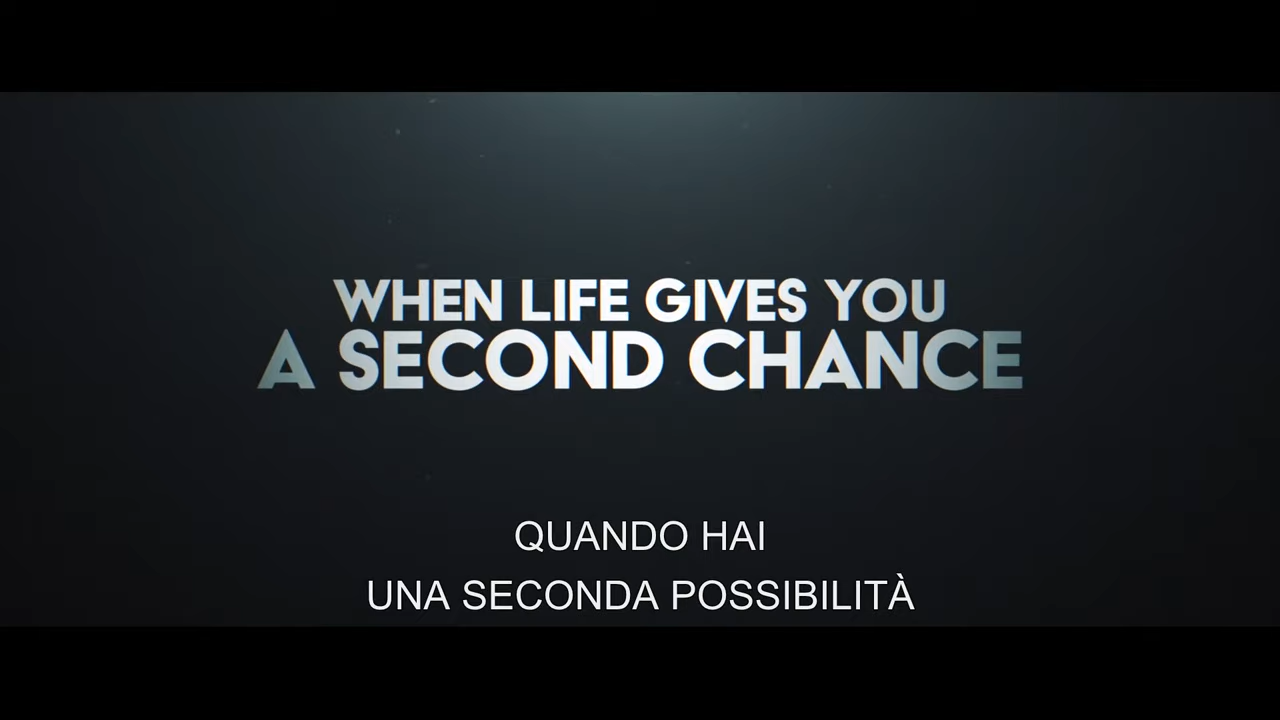 WHEN LIFE GIVES YOU
A SECOND CHANCE
QUANDO HAI
UNA SECONDA POSSIBILITÀ